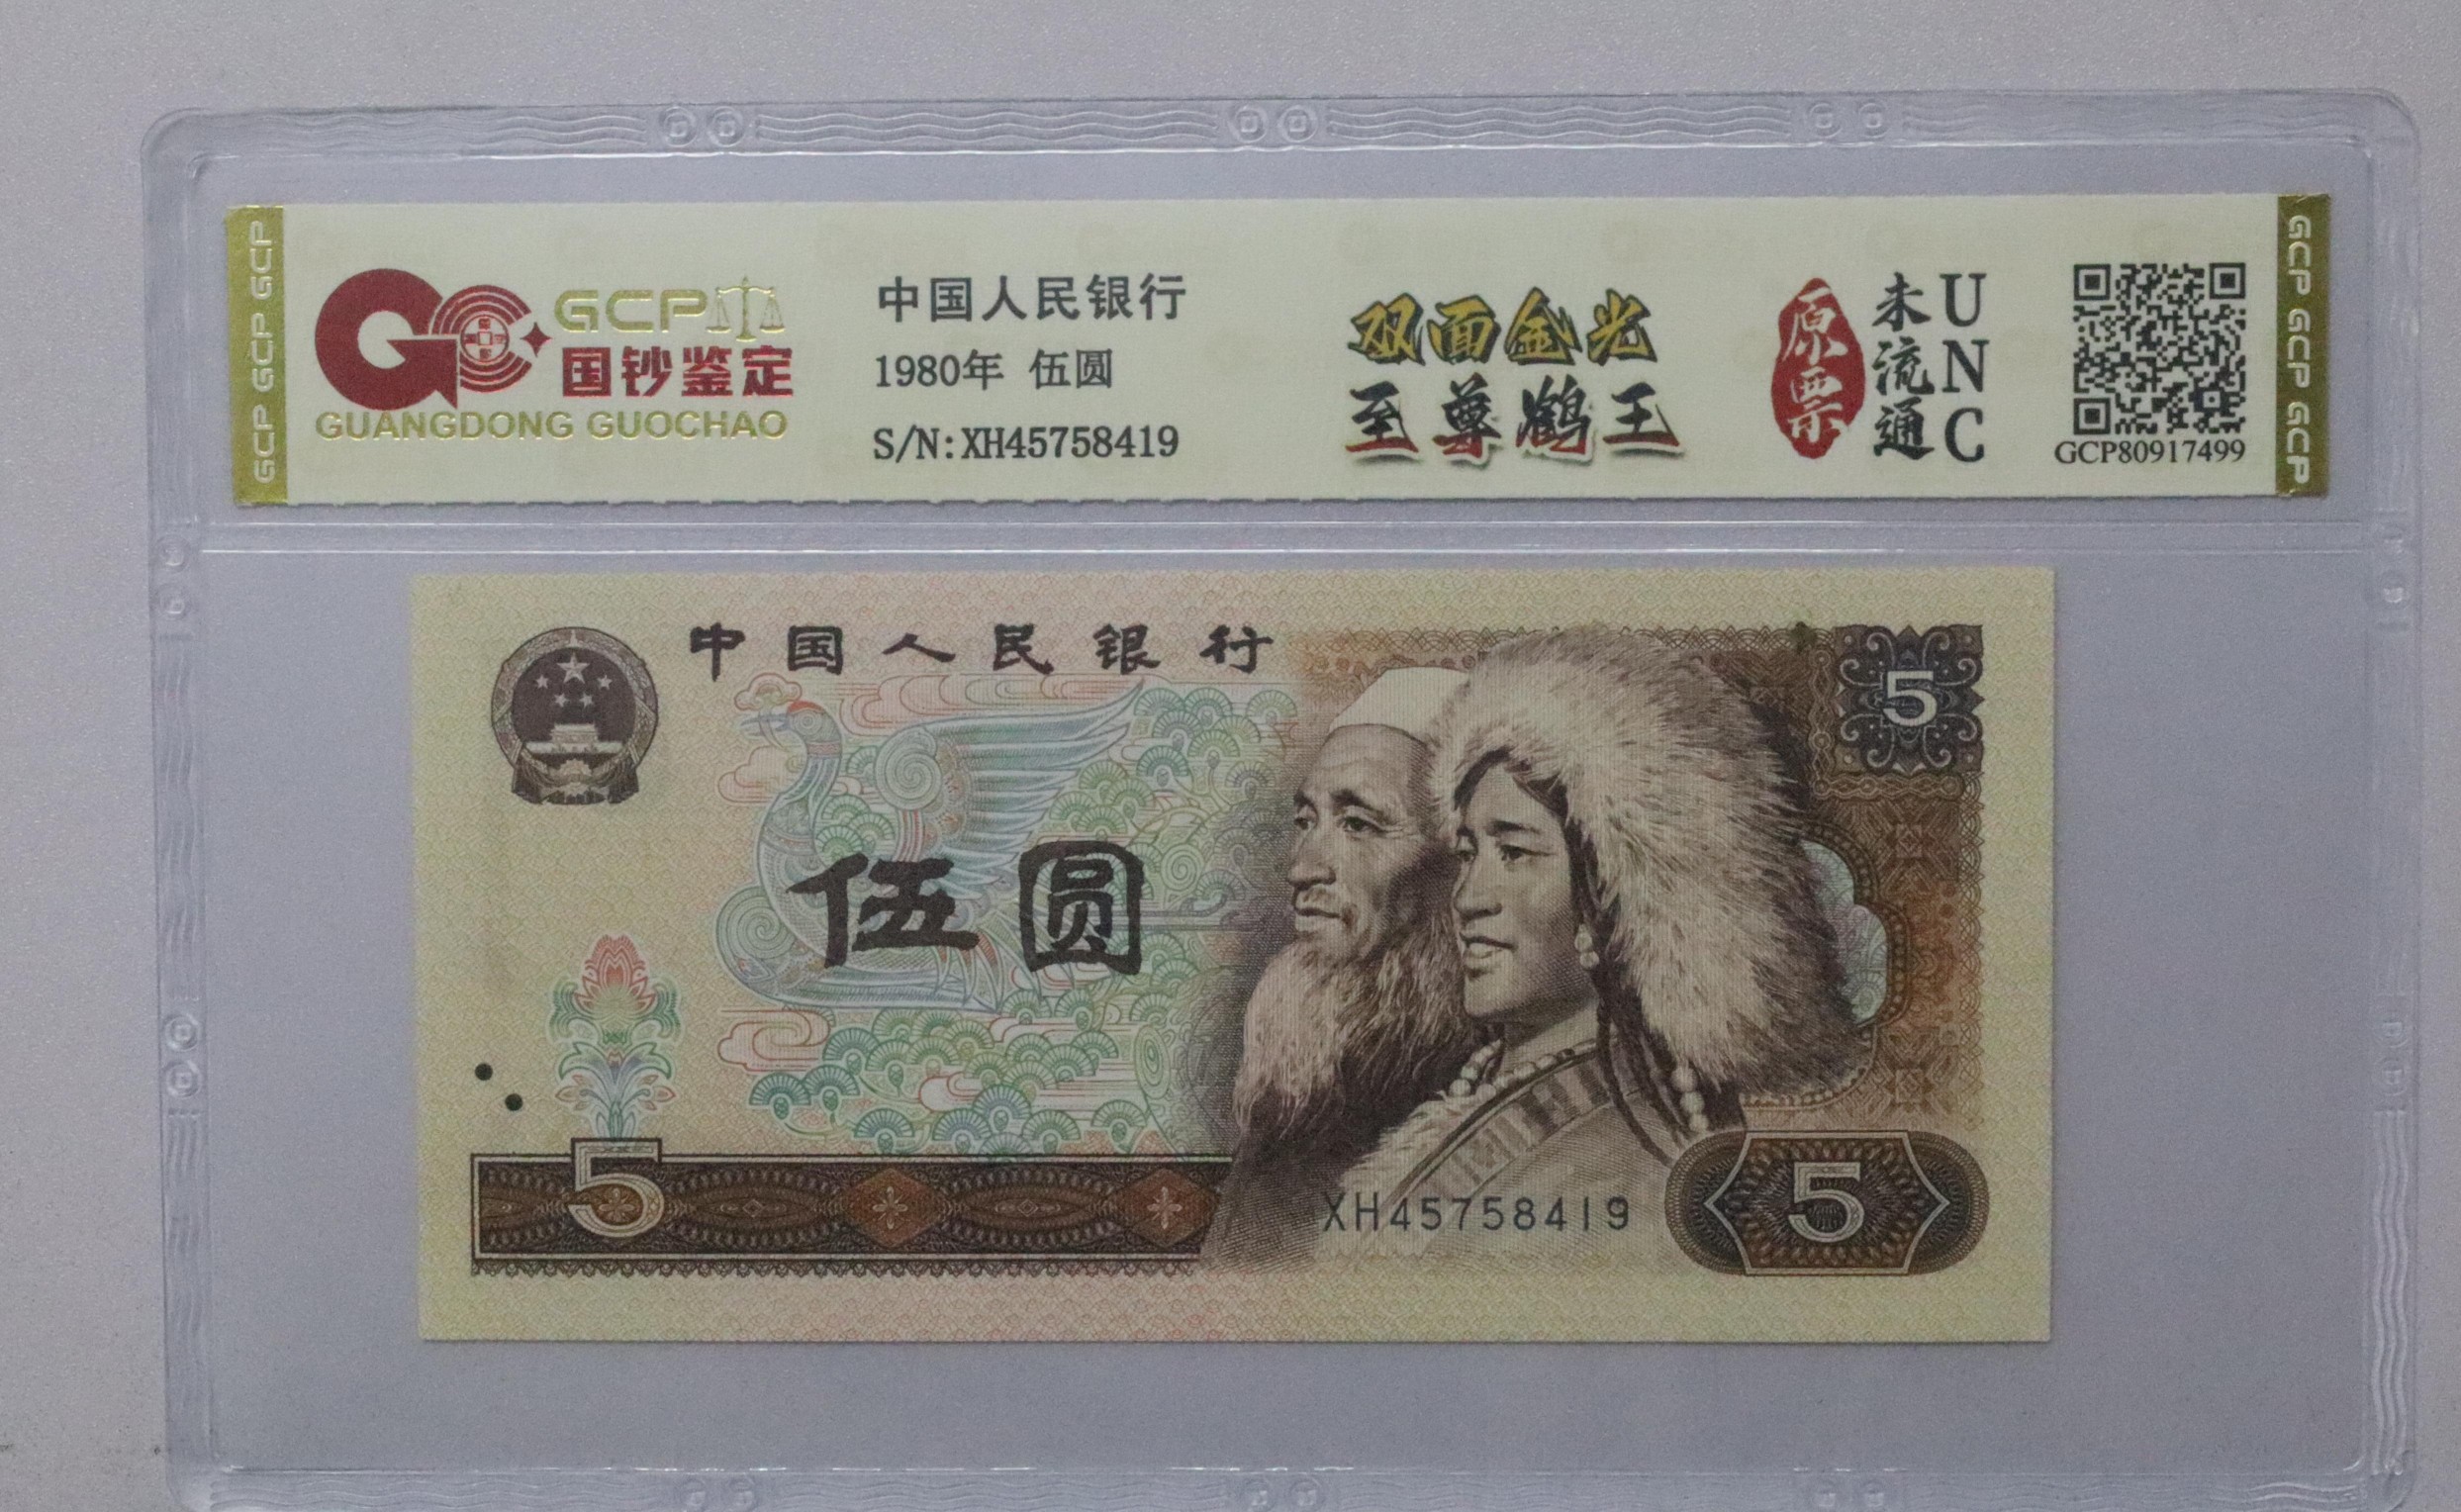 GCP GCP GCP
GCP
国钞鉴定
GUANGDONG GUOCHAO
中国人民银行
1980年 伍圆
S/N:XH45758419
双面金光
至尊鹤王
原票
未流通
UNC
GCP80917499
GCP GCP GCP
中国人民银行
5
伍圆
5
XH45758419
5